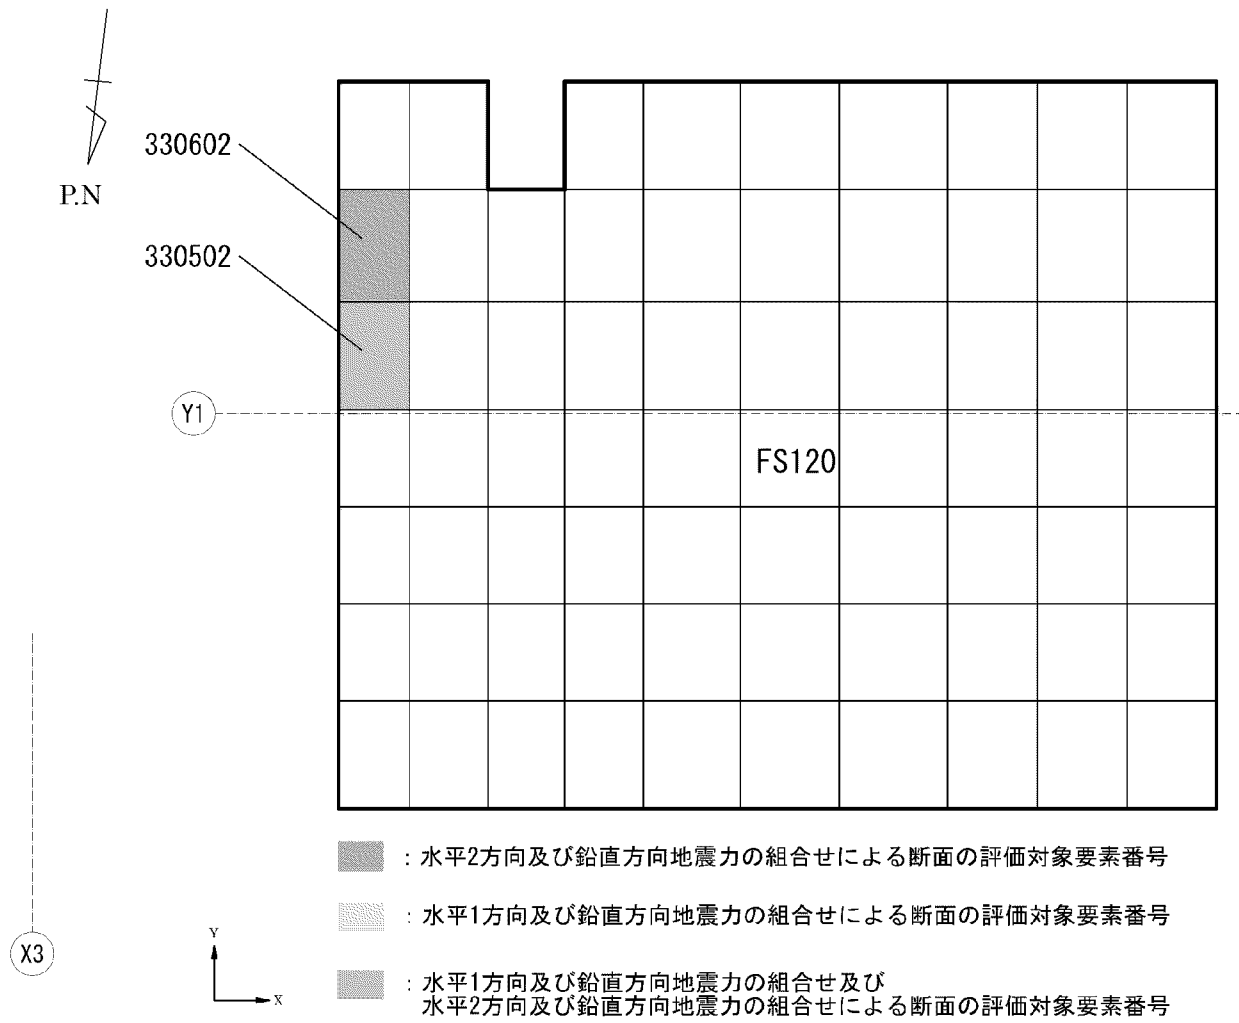 330602
P.N
330502
Y1
FS120
：水平2方向及び鉛直方向地震力の組合せによる断面の評価対象要素番号
：水平1方向及び鉛直方向地震力の組合せによる断面の評価対象要素番号
X3
Y
X
：水平1方向及び鉛直方向地震力の組合せ及び
水平2方向及び鉛直方向地震力の組合せによる断面の評価対象要素番号